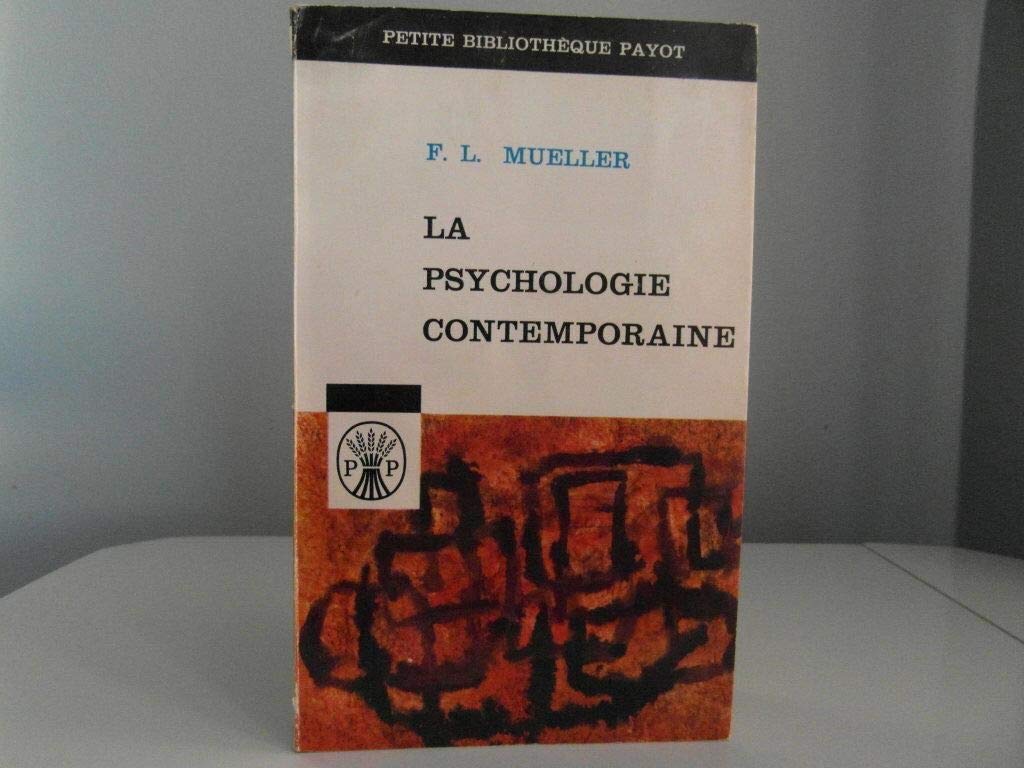 PETITE BIBLIOTHÈQUE PAYOT
F. L. MUELLER
LA
PSYCHOLOGIE
CONTEMPORAINE
P P